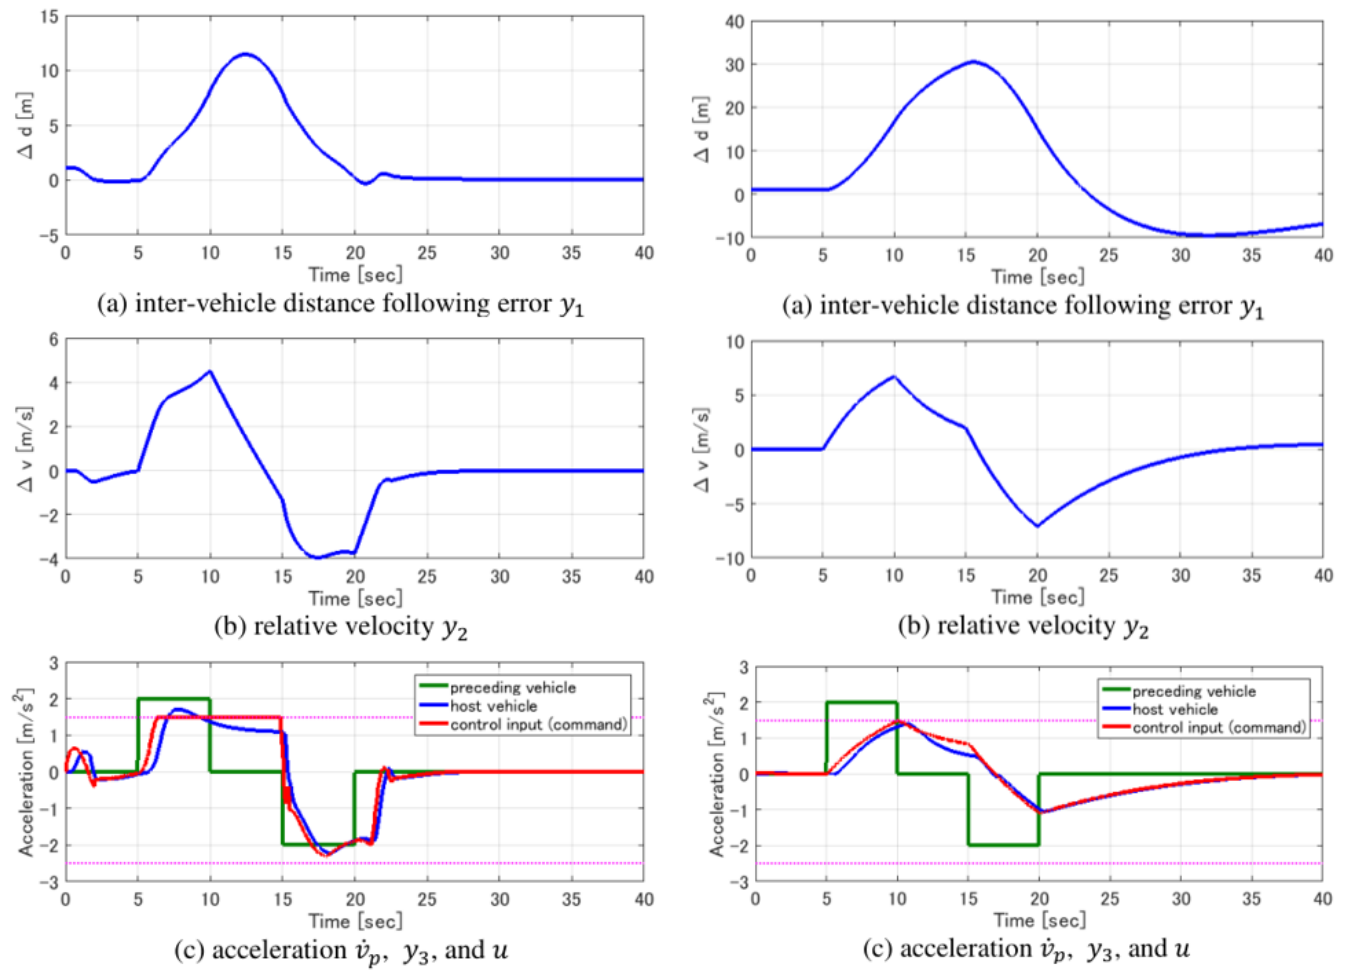 15
10
5
0
−5
Δ d [m]
0 5 10 15 20 25 30 35 40
Time [sec]
(a) inter-vehicle distance following error y₁
6
4
2
0
−2
−4
Δ v [m/s]
0 5 10 15 20 25 30 35 40
Time [sec]
(b) relative velocity y₂
3
2
1
0
−1
−2
−3
Acceleration [m/s²]
preceding vehicle
host vehicle
control input (command)
0 5 10 15 20 25 30 35 40
Time [sec]
(c) acceleration v̇ₚ, y₃, and u
40
30
20
10
0
−10
Δ d [m]
0 5 10 15 20 25 30 35 40
Time [sec]
(a) inter-vehicle distance following error y₁
10
5
0
−5
−10
Δ v [m/s]
0 5 10 15 20 25 30 35 40
Time [sec]
(b) relative velocity y₂
3
2
1
0
−1
−2
−3
Acceleration [m/s²]
preceding vehicle
host vehicle
control input (command)
0 5 10 15 20 25 30 35 40
Time [sec]
(c) acceleration v̇ₚ, y₃, and u